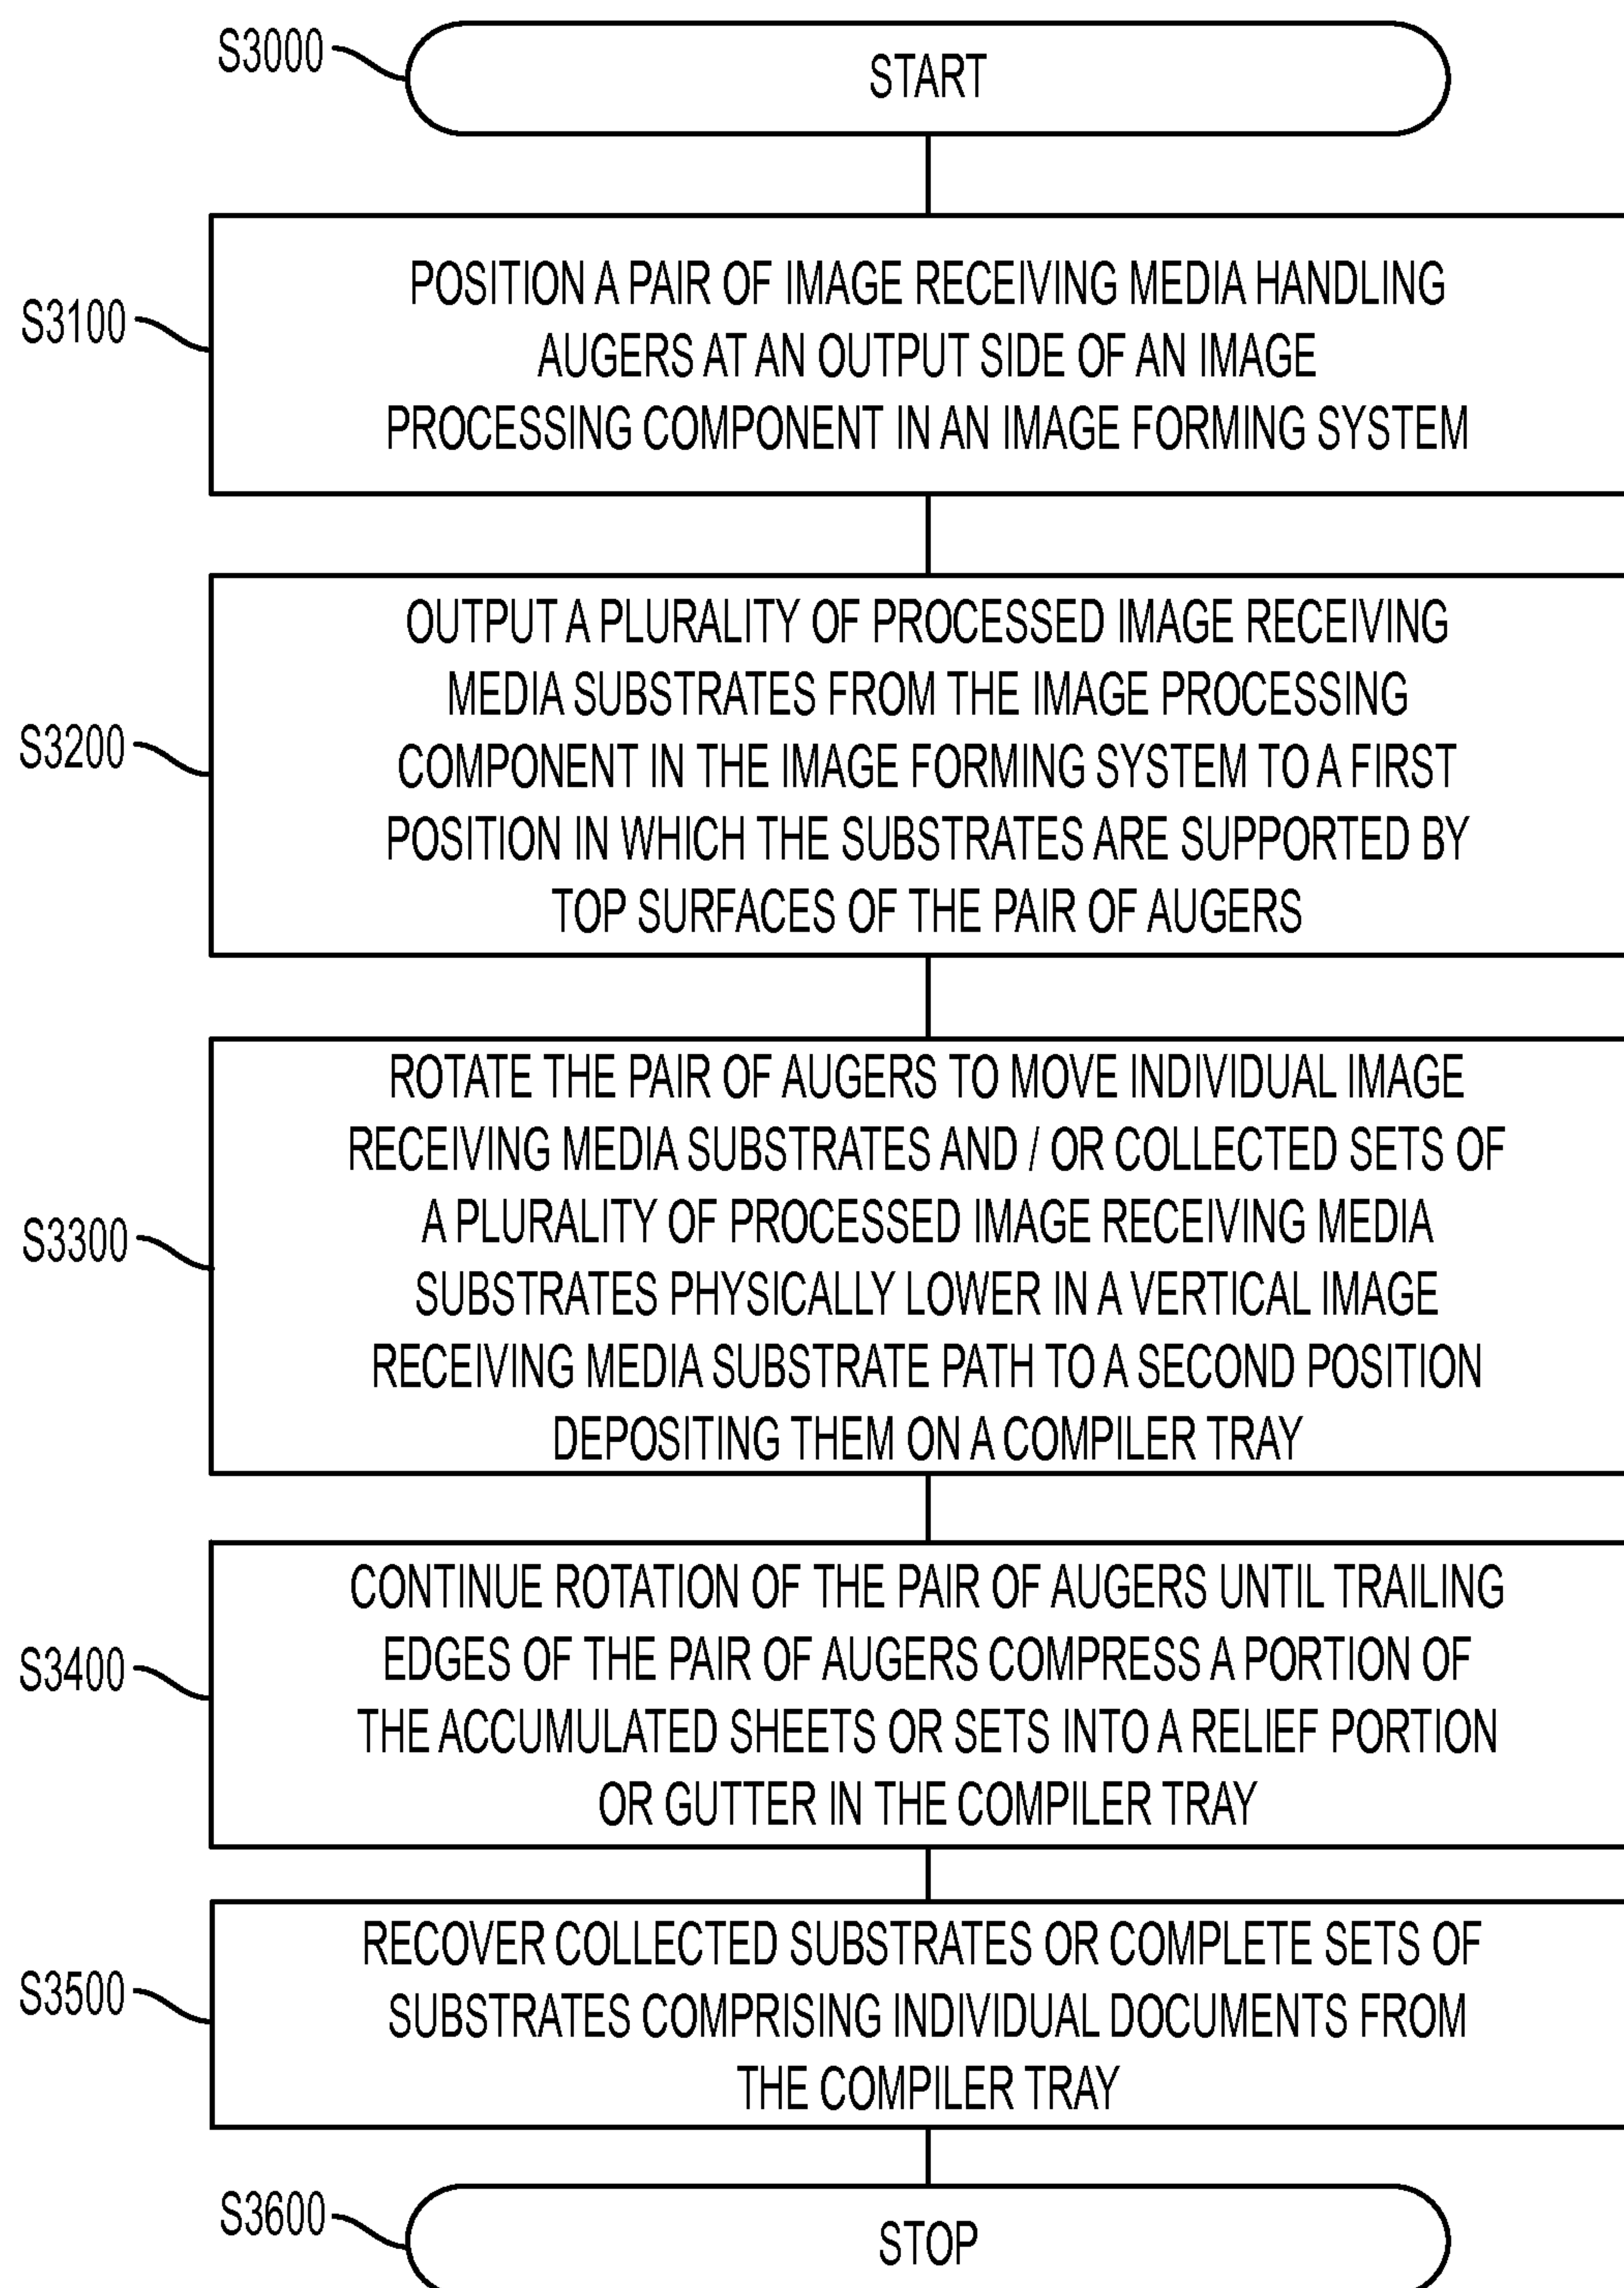 S3000
START
S3100
POSITION A PAIR OF IMAGE RECEIVING MEDIA HANDLING
AUGERS AT AN OUTPUT SIDE OF AN IMAGE
PROCESSING COMPONENT IN AN IMAGE FORMING SYSTEM
S3200
OUTPUT A PLURALITY OF PROCESSED IMAGE RECEIVING
MEDIA SUBSTRATES FROM THE IMAGE PROCESSING
COMPONENT IN THE IMAGE FORMING SYSTEM TO A FIRST
POSITION IN WHICH THE SUBSTRATES ARE SUPPORTED BY
TOP SURFACES OF THE PAIR OF AUGERS
S3300
ROTATE THE PAIR OF AUGERS TO MOVE INDIVIDUAL IMAGE
RECEIVING MEDIA SUBSTRATES AND / OR COLLECTED SETS OF
A PLURALITY OF PROCESSED IMAGE RECEIVING MEDIA
SUBSTRATES PHYSICALLY LOWER IN A VERTICAL IMAGE
RECEIVING MEDIA SUBSTRATE PATH TO A SECOND POSITION
DEPOSITING THEM ON A COMPILER TRAY
S3400
CONTINUE ROTATION OF THE PAIR OF AUGERS UNTIL TRAILING
EDGES OF THE PAIR OF AUGERS COMPRESS A PORTION OF
THE ACCUMULATED SHEETS OR SETS INTO A RELIEF PORTION
OR GUTTER IN THE COMPILER TRAY
S3500
RECOVER COLLECTED SUBSTRATES OR COMPLETE SETS OF
SUBSTRATES COMPRISING INDIVIDUAL DOCUMENTS FROM
THE COMPILER TRAY
S3600
STOP